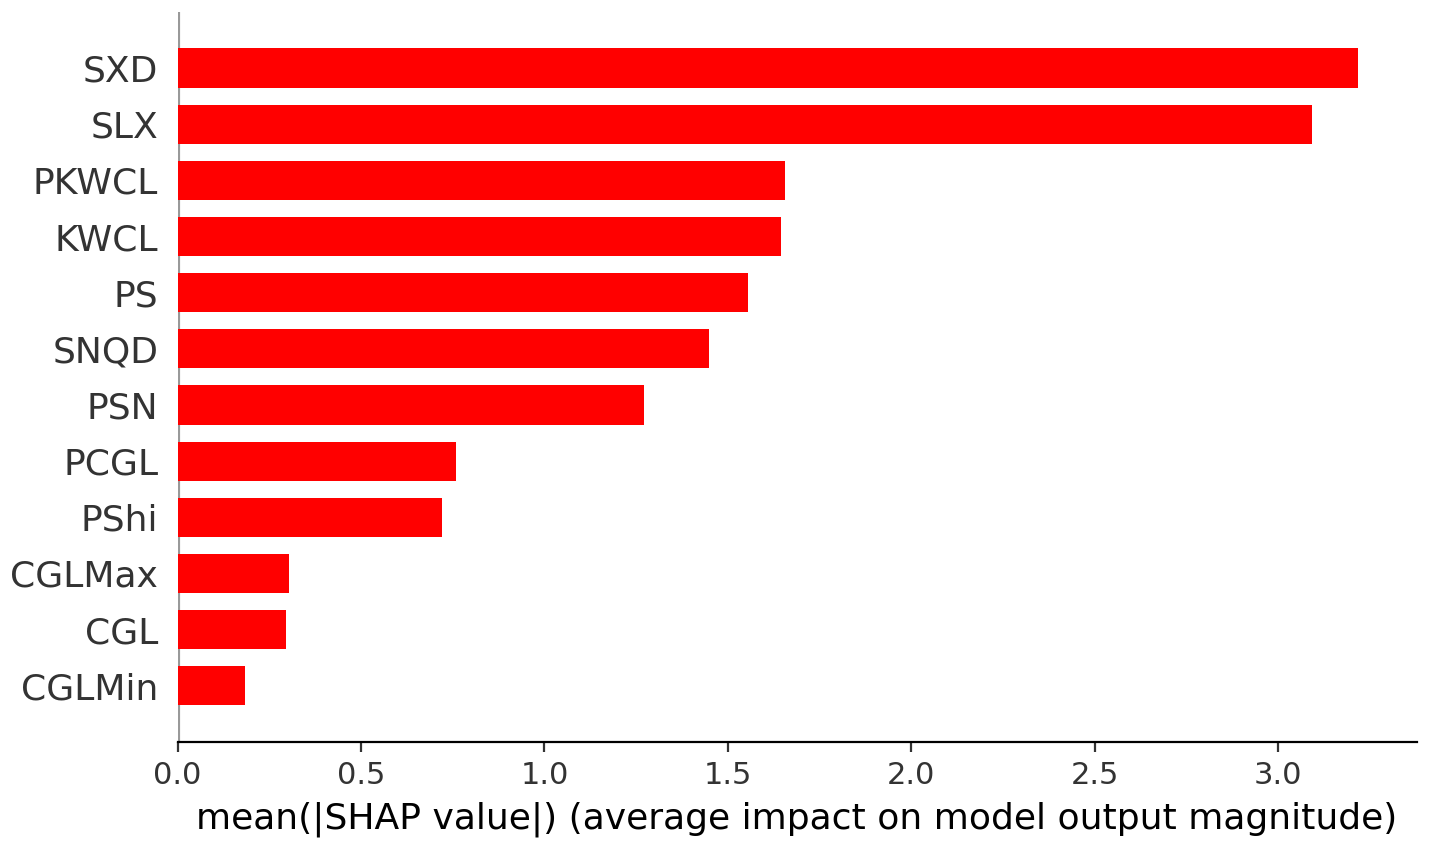 SXD
SLX
PKWCL
KWCL
PS
SNQD
PSN
PCGL
PShi
CGLMax
CGL
CGLMin
0.0 0.5 1.0 1.5 2.0 2.5 3.0
mean(|SHAP value|) (average impact on model output magnitude)